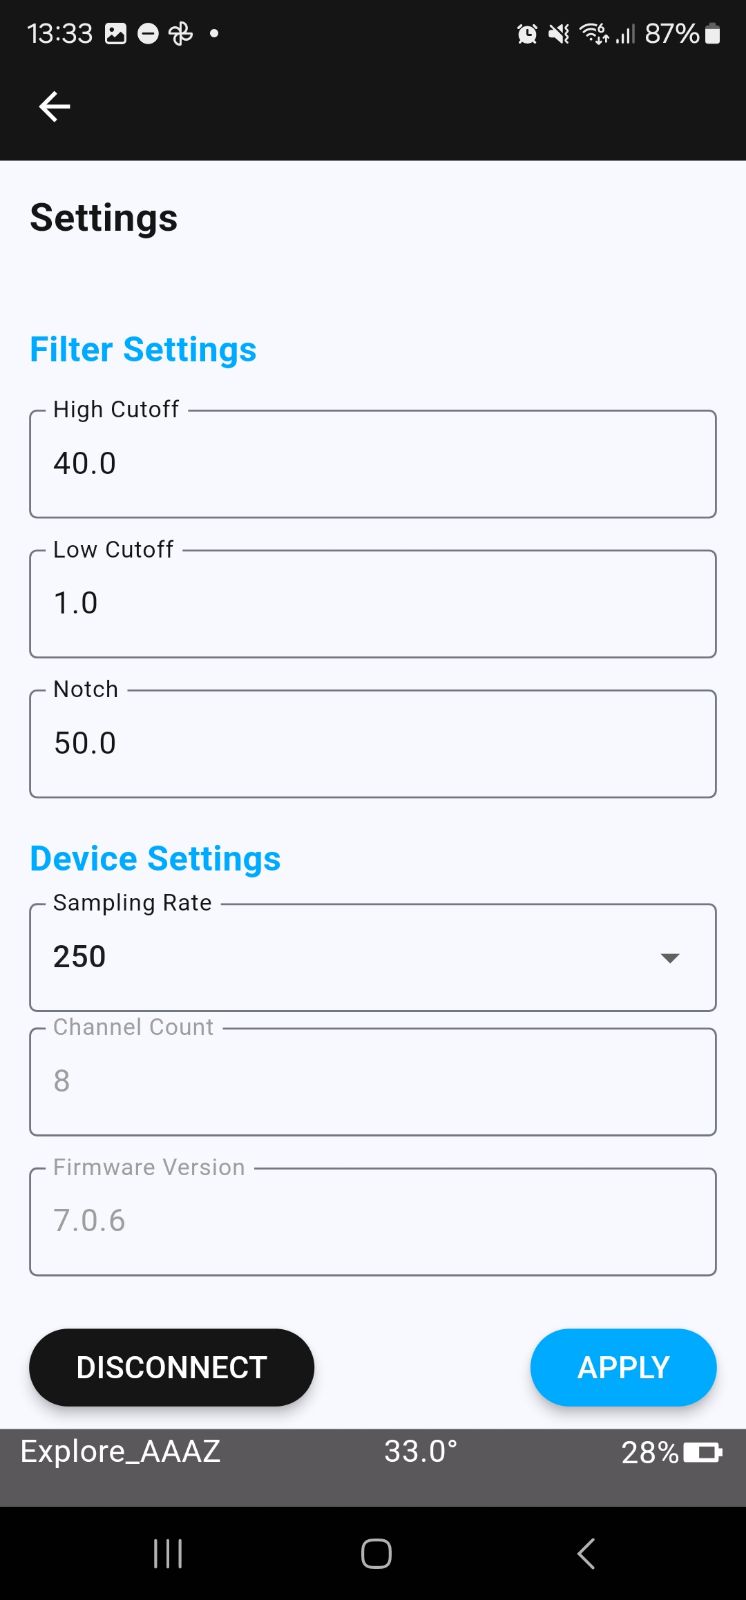 13:33
87%
Settings
Filter Settings
High Cutoff
40.0
Low Cutoff
1.0
Notch
50.0
Device Settings
Sampling Rate
250
Channel Count
8
Firmware Version
7.0.6
DISCONNECT APPLY
Explore_AAAZ 33.0° 28%